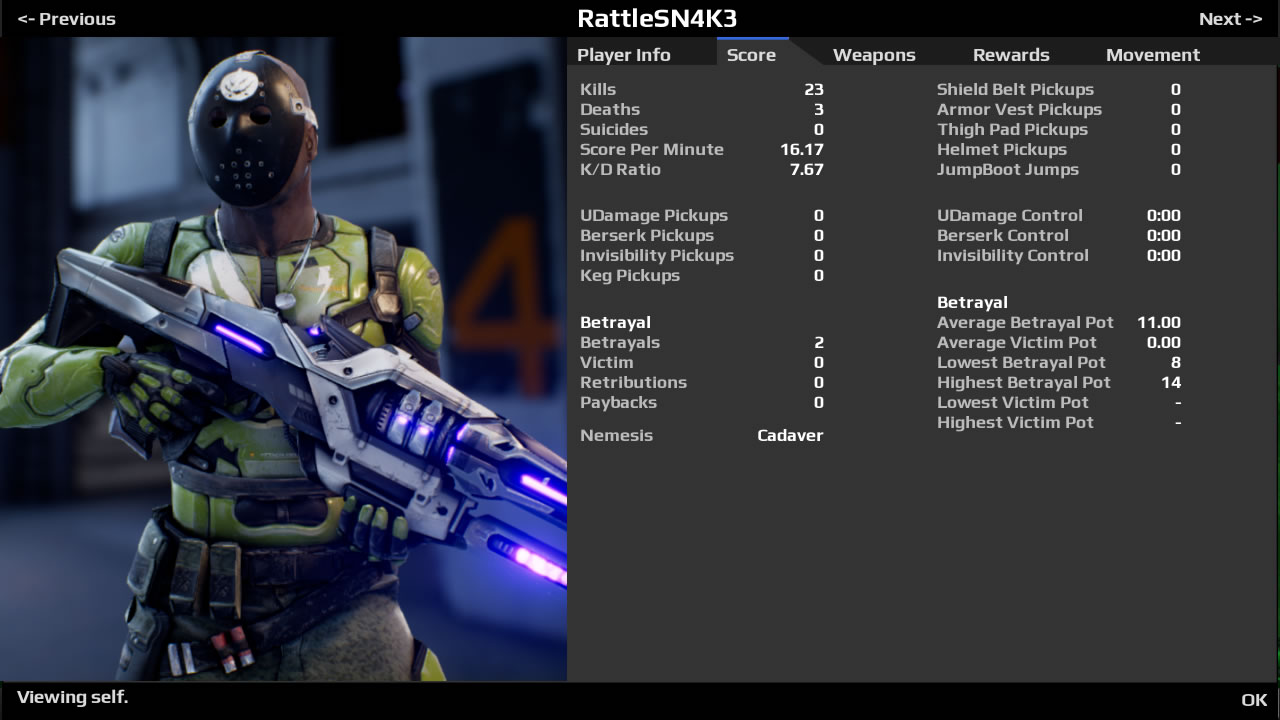 <- Previous
RattleSN4K3
Next ->
Player Info
Score
Weapons
Rewards
Movement
Kills 23
Deaths 3
Suicides 0
Score Per Minute 16.17
K/D Ratio 7.67
UDamage Pickups 0
Berserk Pickups 0
Invisibility Pickups 0
Keg Pickups 0
Betrayal
Betrayals 2
Victim 0
Retributions 0
Paybacks 0
Nemesis Cadaver
Shield Belt Pickups 0
Armor Vest Pickups 0
Thigh Pad Pickups 0
Helmet Pickups 0
JumpBoot Jumps 0
UDamage Control 0:00
Berserk Control 0:00
Invisibility Control 0:00
Betrayal
Average Betrayal Pot 11.00
Average Victim Pot 0.00
Lowest Betrayal Pot 8
Highest Betrayal Pot 14
Lowest Victim Pot -
Highest Victim Pot -
4
Viewing self.
OK